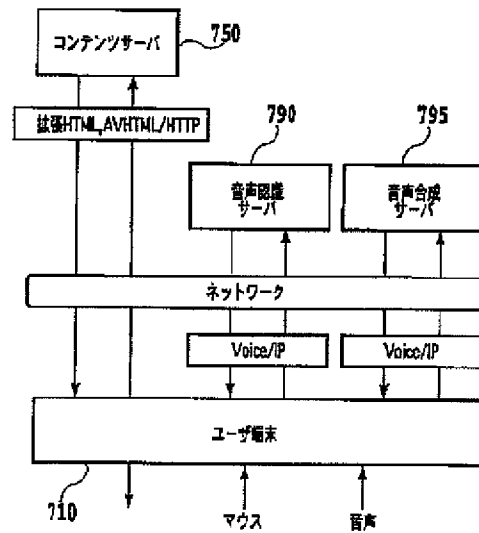 コンテンツサーバ
750
拡張HTML,AVHTML/HTTP
790
795
音声認識
サーバ
音声合成
サーバ
ネットワーク
Voice/IP
Voice/IP
ユーザ端末
710
マウス
音声